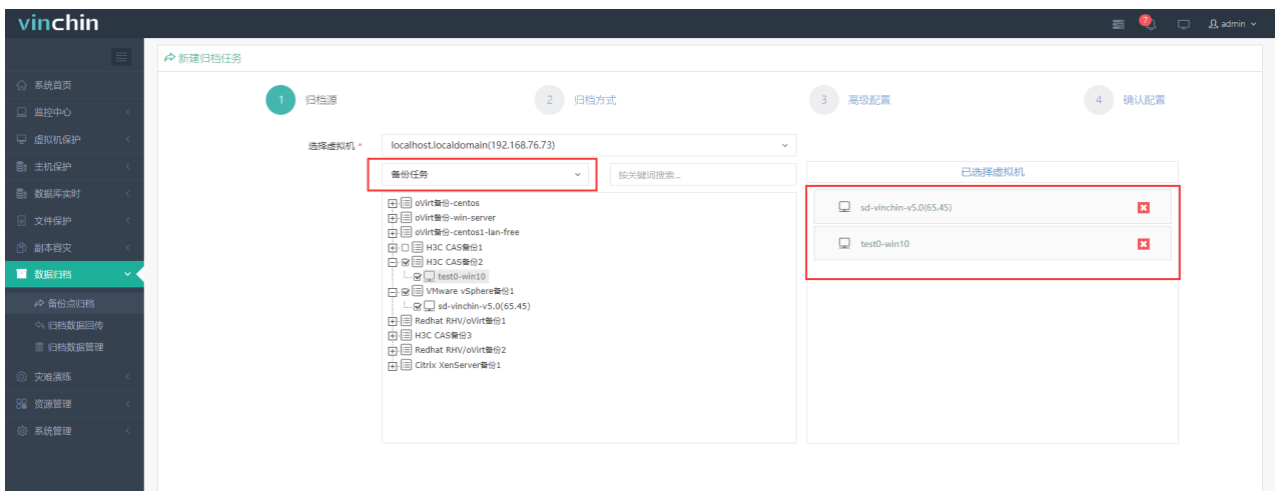 vinchin
7
admin
新建归档任务
系统首页
监控中心
虚拟机保护
主机保护
数据库实时
文件保护
副本容灾
数据归档
备份点归档
归档数据回传
归档数据管理
灾难演练
资源管理
系统管理
1 归档源
2 归档方式
3 高级配置
4 确认配置
选择虚拟机 *
localhost.localdomain(192.168.76.73)
备份任务
按关键词搜索...
oVirt备份-centos
oVirt备份-win-server
oVirt备份-centos1-lan-free
H3C CAS备份1
H3C CAS备份2
test0-win10
VMware vSphere备份1
sd-vinchin-v5.0(65.45)
Redhat RHV/oVirt备份1
H3C CAS备份3
Redhat RHV/oVirt备份2
Citrix XenServer备份1
已选择虚拟机
sd-vinchin-v5.0(65.45)
test0-win10